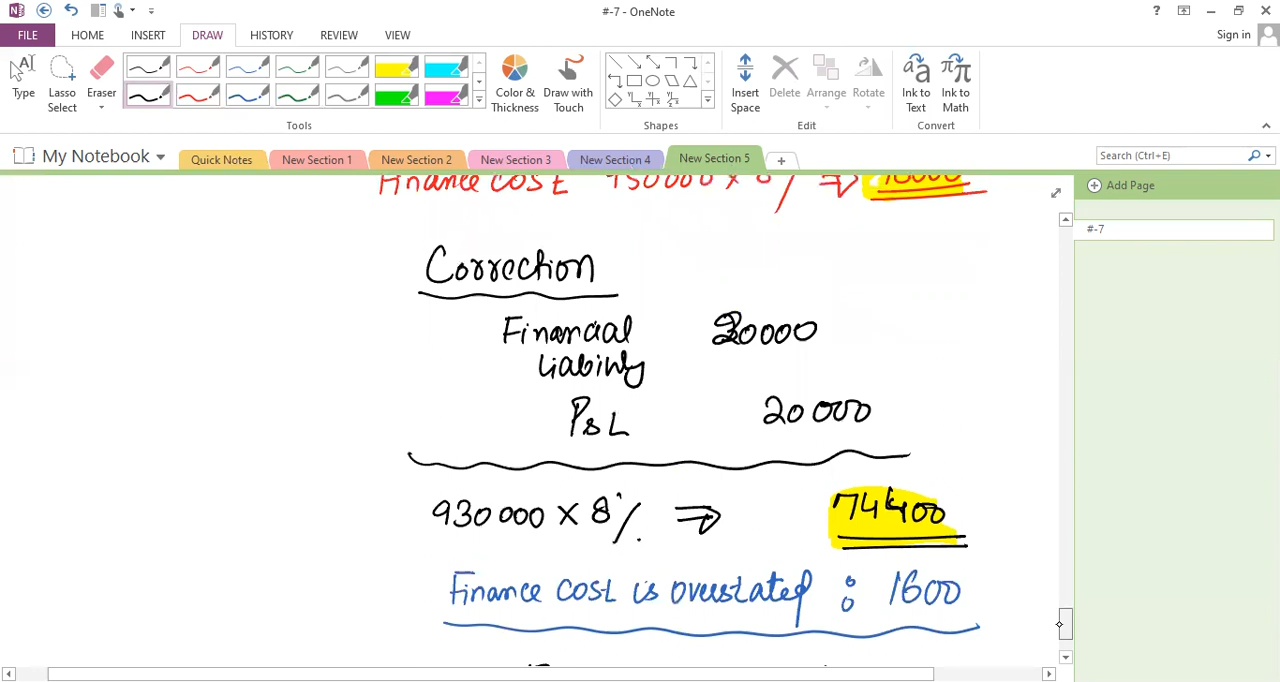 #-7 - OneNote
Sign in
FILE HOME INSERT DRAW HISTORY REVIEW VIEW
Type
Lasso Select
Eraser
Color & Thickness
Draw with Touch
Insert Space
Delete
Arrange
Rotate
Ink to Text
Ink to Math
Tools
Shapes
Edit
Convert
My Notebook
Quick Notes New Section 1 New Section 2 New Section 3 New Section 4 New Section 5
Search (Ctrl+E)
Add Page
#-7
Finance cost 950000 × 8% ⇒
Correction
Financial 20000
Liability
P&L 20000
930000 × 8% ⇒ 74400
Finance cost is overstated : 1600